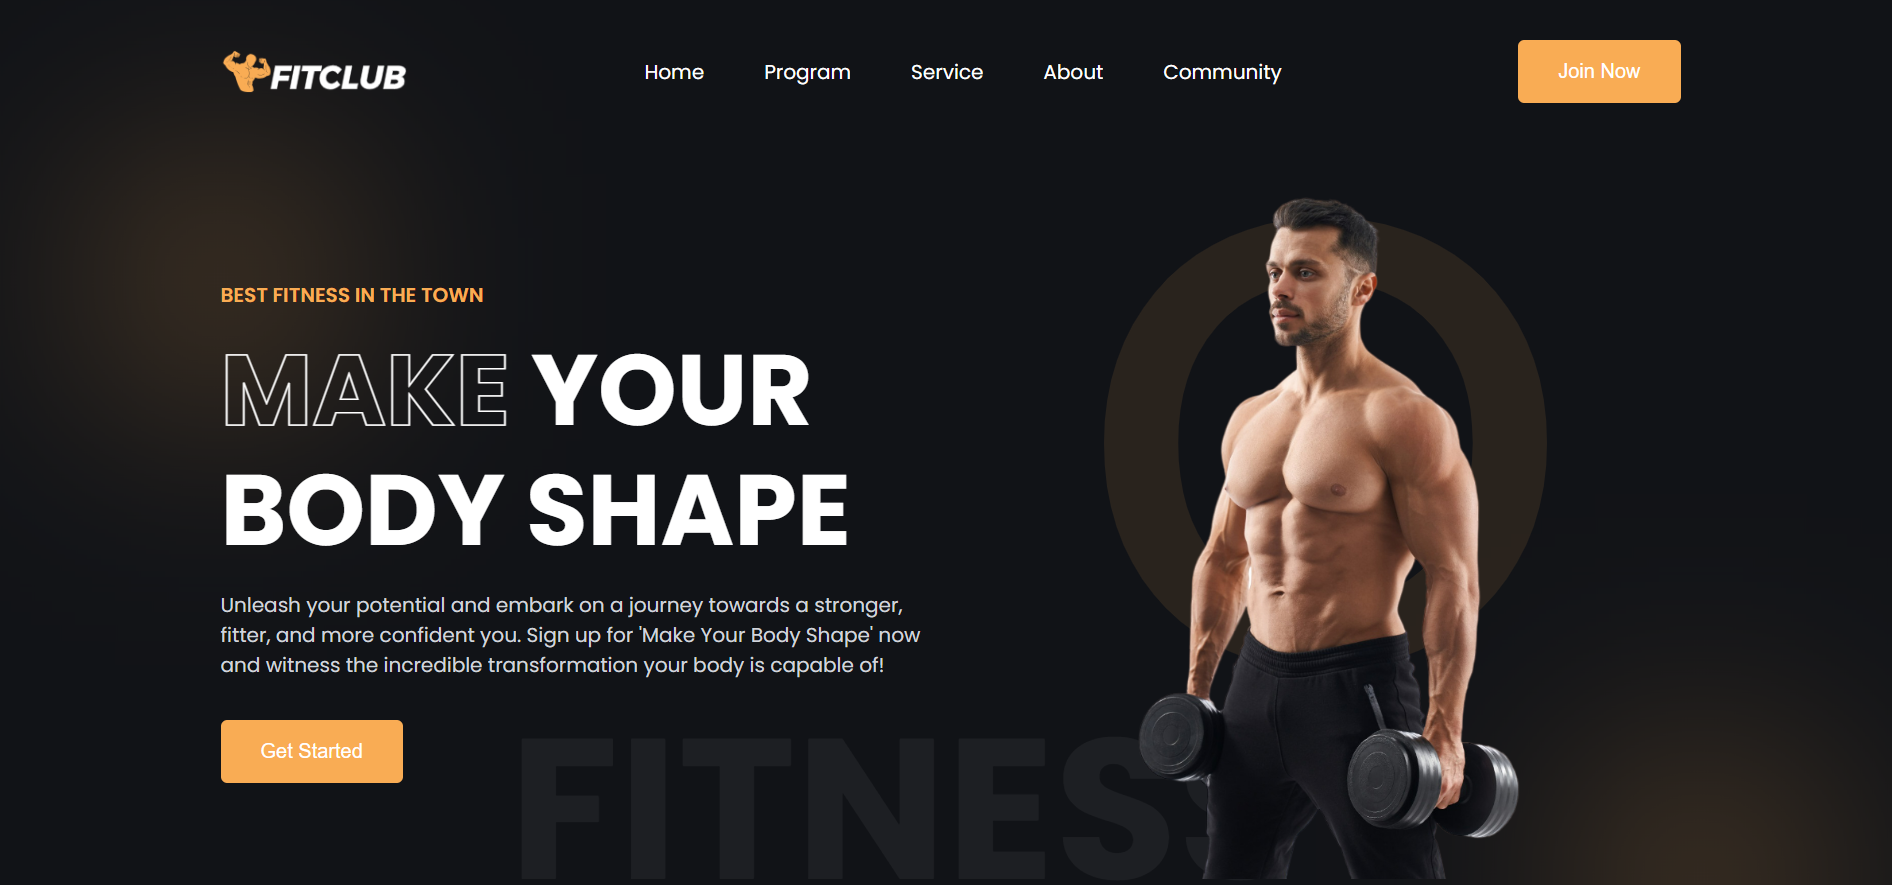 FITCLUB
Home
Program
Service
About
Community
Join Now
BEST FITNESS IN THE TOWN
MAKE YOUR
BODY SHAPE
Unleash your potential and embark on a journey towards a stronger,
fitter, and more confident you. Sign up for 'Make Your Body Shape' now
and witness the incredible transformation your body is capable of!
Get Started
FITNESS